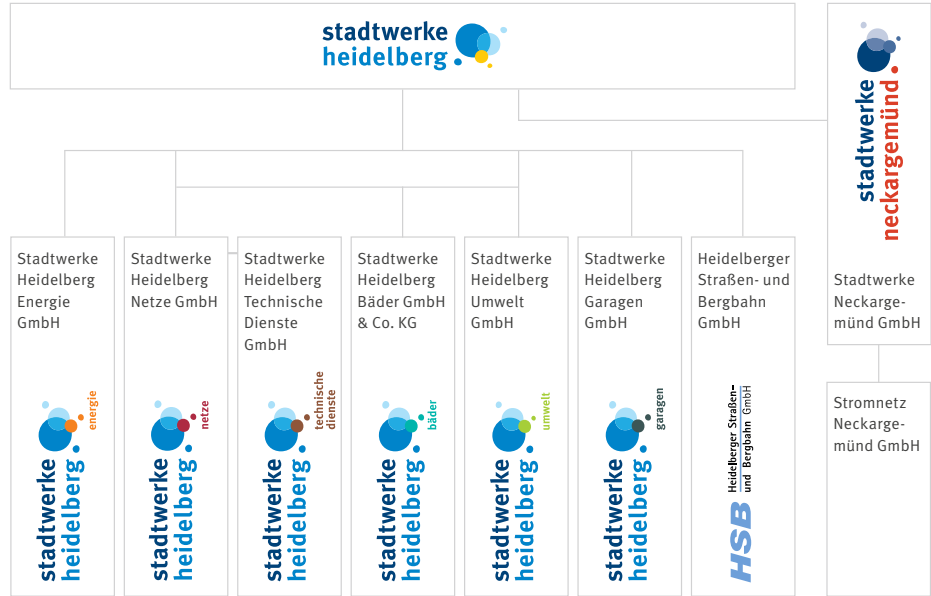 stadtwerke
heidelberg
stadtwerke
neckargemünd
Stadtwerke
Neckarge-
münd GmbH
Stromnetz
Neckarge-
münd GmbH
Stadtwerke
Heidelberg
Energie
GmbH
energie
stadtwerke
heidelberg
Stadtwerke
Heidelberg
Netze GmbH
netze
stadtwerke
heidelberg
Stadtwerke
Heidelberg
Technische
Dienste
GmbH
technische
dienste
stadtwerke
heidelberg
Stadtwerke
Heidelberg
Bäder GmbH
& Co. KG
bäder
stadtwerke
heidelberg
Stadtwerke
Heidelberg
Umwelt
GmbH
umwelt
stadtwerke
heidelberg
Stadtwerke
Heidelberg
Garagen
GmbH
garagen
stadtwerke
heidelberg
Heidelberger
Straßen- und
Bergbahn
GmbH
HSB
Heidelberger Straßen-
und Bergbahn GmbH